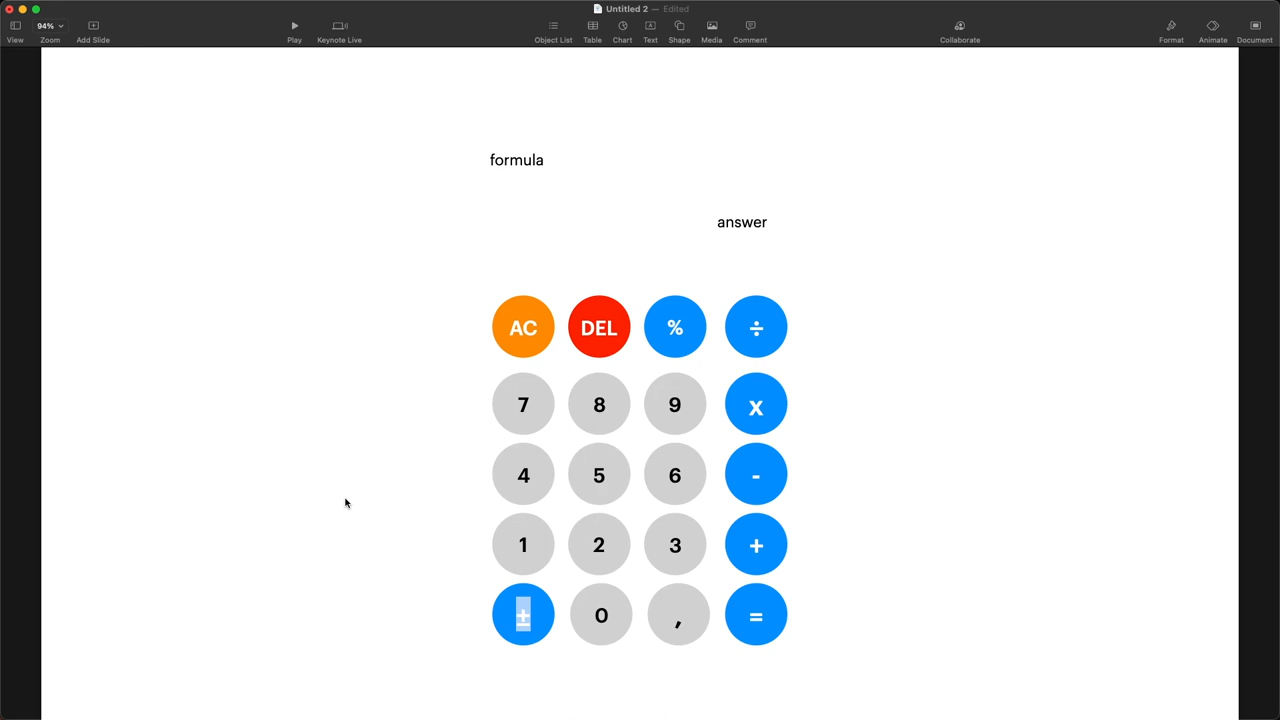 Untitled 2 — Edited
94%
View Zoom Add Slide Play Keynote Live Object List Table Chart Text Shape Media Comment Collaborate Format Animate Document
formula
answer
AC DEL % ÷
7 8 9 x
4 5 6 -
1 2 3 +
± 0 , =